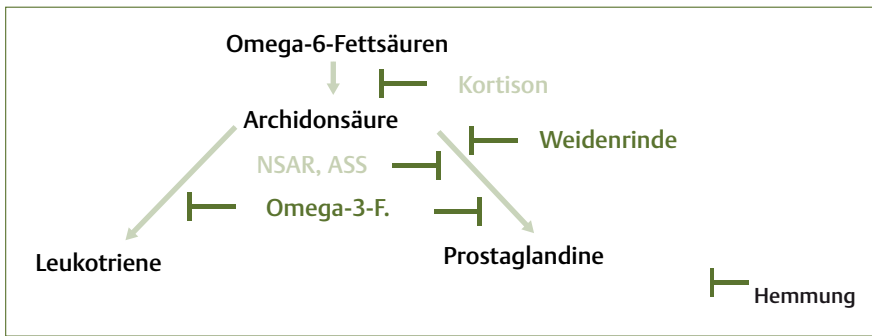 Omega-6-Fettsäuren
Kortison
Archidonsäure
Weidenrinde
NSAR, ASS
Omega-3-F.
Leukotriene
Prostaglandine
Hemmung